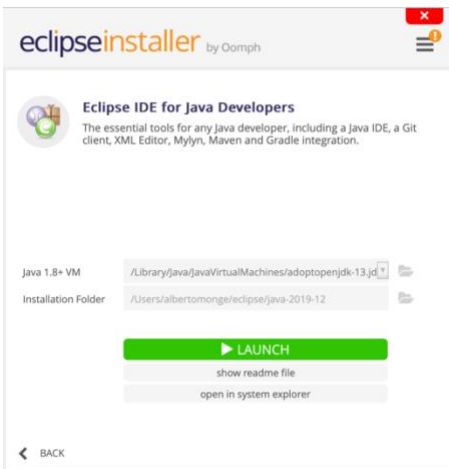 eclipseinstaller by Oomph
Eclipse IDE for Java Developers
The essential tools for any Java developer, including a Java IDE, a Git
client, XML Editor, Mylyn, Maven and Gradle integration.
Java 1.8+ VM /Library/Java/JavaVirtualMachines/adoptopenjdk-13.jd
Installation Folder /Users/albertomonge/eclipse/java-2019-12
LAUNCH
show readme file
open in system explorer
BACK